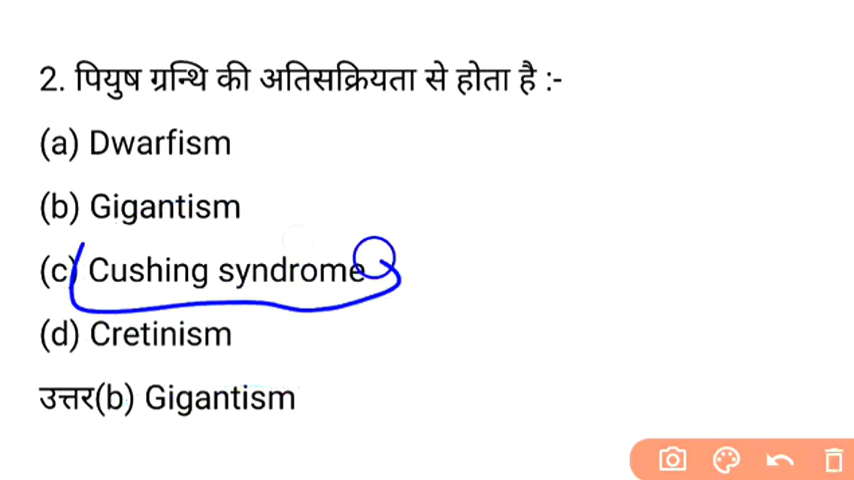 2. पियुष ग्रन्थि की अतिसक्रियता से होता है :-
(a) Dwarfism
(b) Gigantism
(c) Cushing syndrome
(d) Cretinism
उत्तर(b) Gigantism